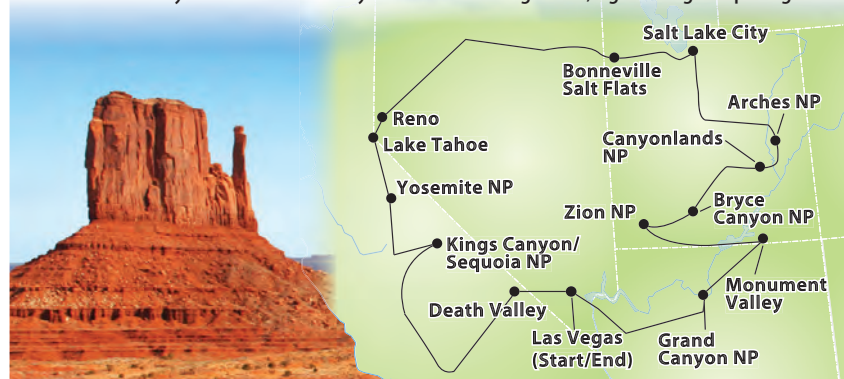 Salt Lake City
Bonneville
Salt Flats
Arches NP
Reno
Lake Tahoe
Canyonlands
NP
Yosemite NP
Bryce
Canyon NP
Zion NP
Kings Canyon/
Sequoia NP
Monument
Valley
Death Valley
Las Vegas
(Start/End)
Grand
Canyon NP